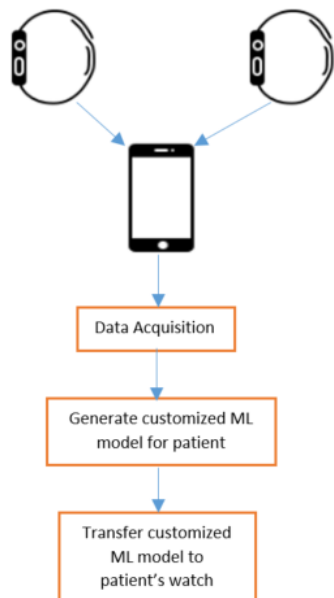 Data Acquisition
Generate customized ML
model for patient
Transfer customized
ML model to
patient's watch